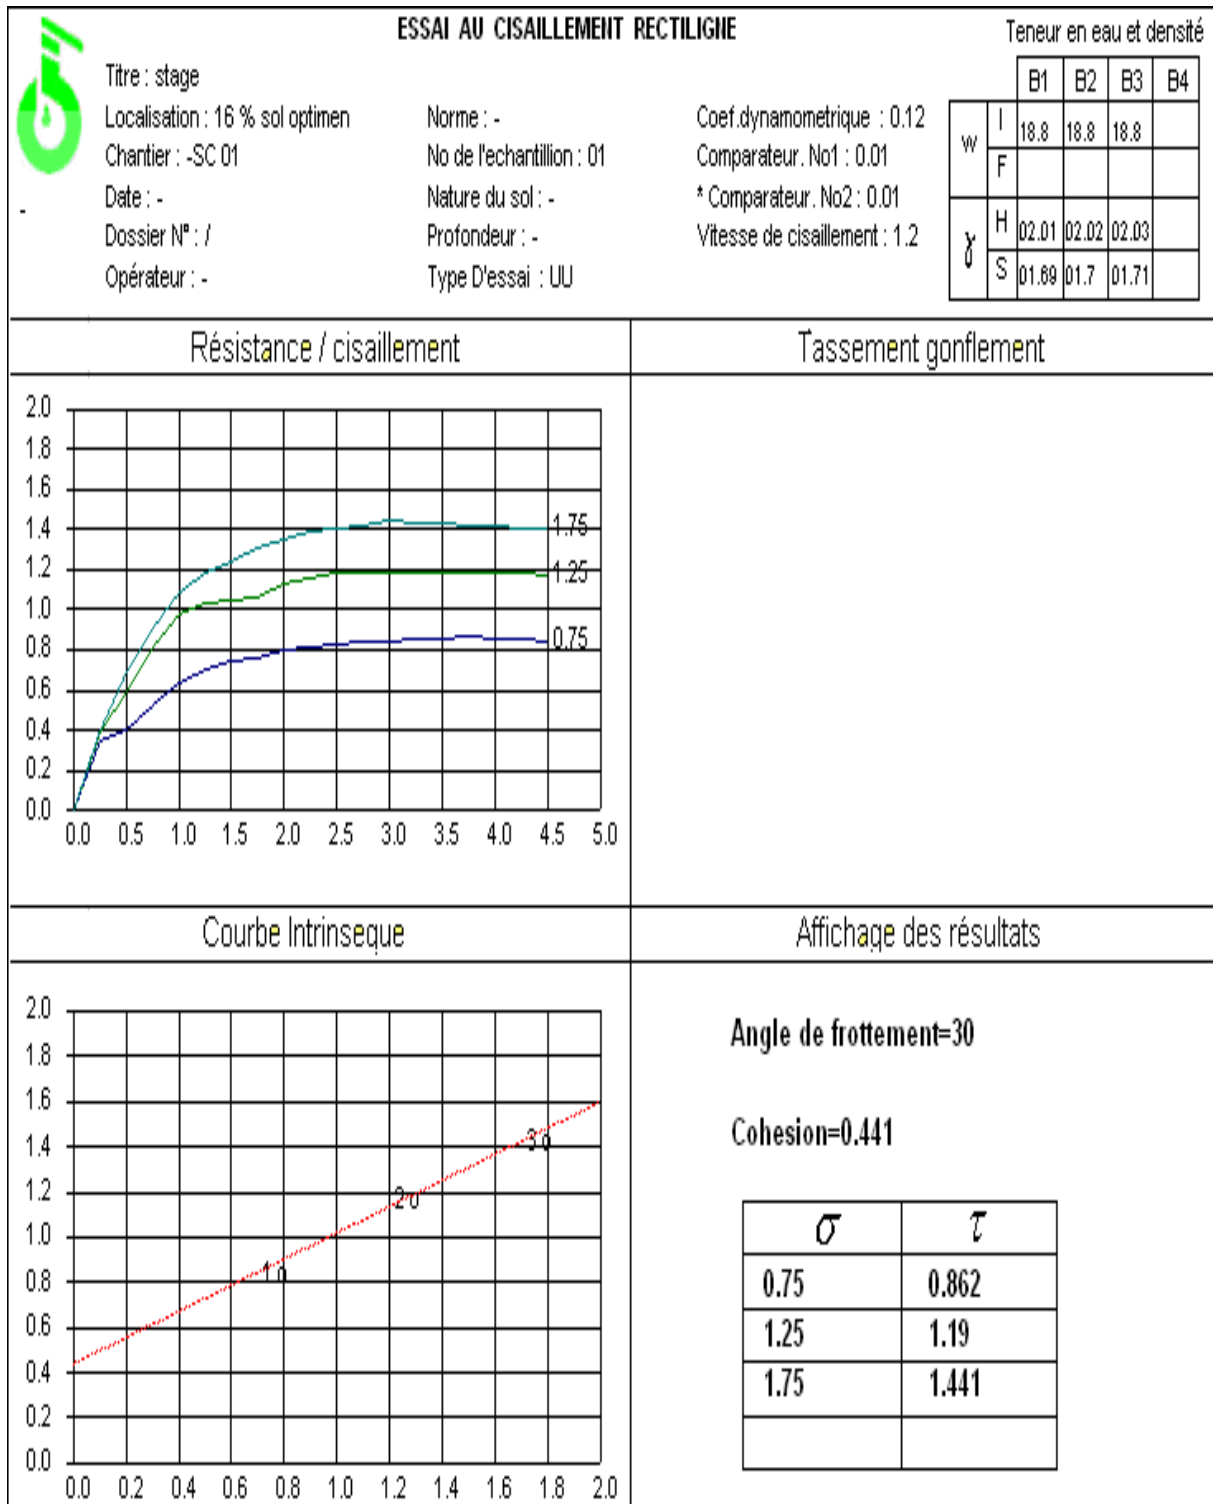 ESSAI AU CISAILLEMENT RECTILIGNE
Teneur en eau et densité
Titre : stage
Localisation : 16 % sol optimen
Chantier : -SC 01
Date : -
Dossier N° : /
Opérateur : -
Norme : -
No de l'echantillion : 01
Nature du sol : -
Profondeur : -
Type D'essai : UU
Coef.dynamometrique : 0.12
Comparateur. No1 : 0.01
* Comparateur. No2 : 0.01
Vitesse de cisaillement : 1.2
B1 B2 B3 B4
W I 18.8 18.8 18.8
F
γ H 02.01 02.02 02.03
S 01.69 01.7 01.71
-
Résistance / cisaillement
2.0
1.8
1.6
1.4
1.2
1.0
0.8
0.6
0.4
0.2
0.0
1.75
1.25
0.75
0.0 0.5 1.0 1.5 2.0 2.5 3.0 3.5 4.0 4.5 5.0
Tassement gonflement
Courbe Intrinseque
2.0
1.8
1.6
1.4
1.2
1.0
0.8
0.6
0.4
0.2
0.0
3 o
2 o
1 o
0.0 0.2 0.4 0.6 0.8 1.0 1.2 1.4 1.6 1.8 2.0
Affichage des résultats
Angle de frottement=30
Cohesion=0.441
σ τ
0.75 0.862
1.25 1.19
1.75 1.441